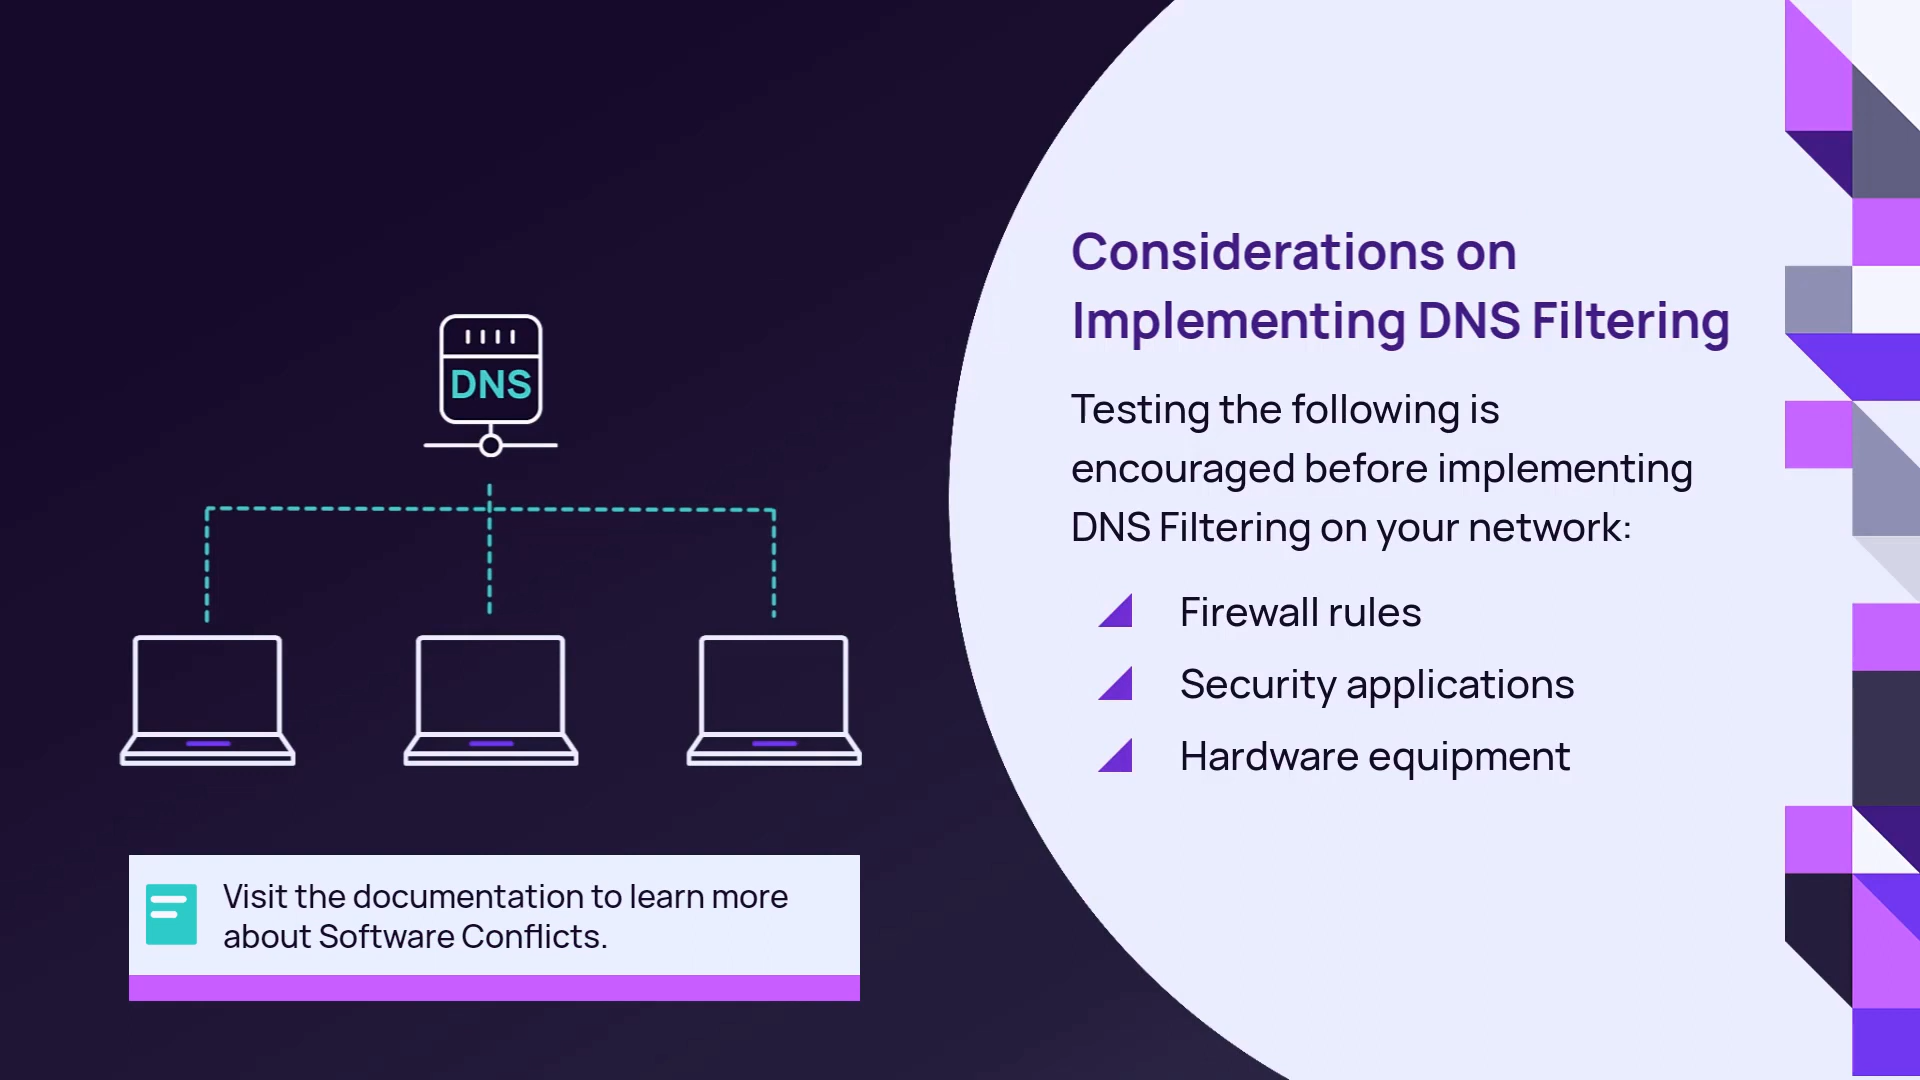 DNS
Visit the documentation to learn more
about Software Conflicts.
Considerations on
Implementing DNS Filtering
Testing the following is
encouraged before implementing
DNS Filtering on your network:
Firewall rules
Security applications
Hardware equipment